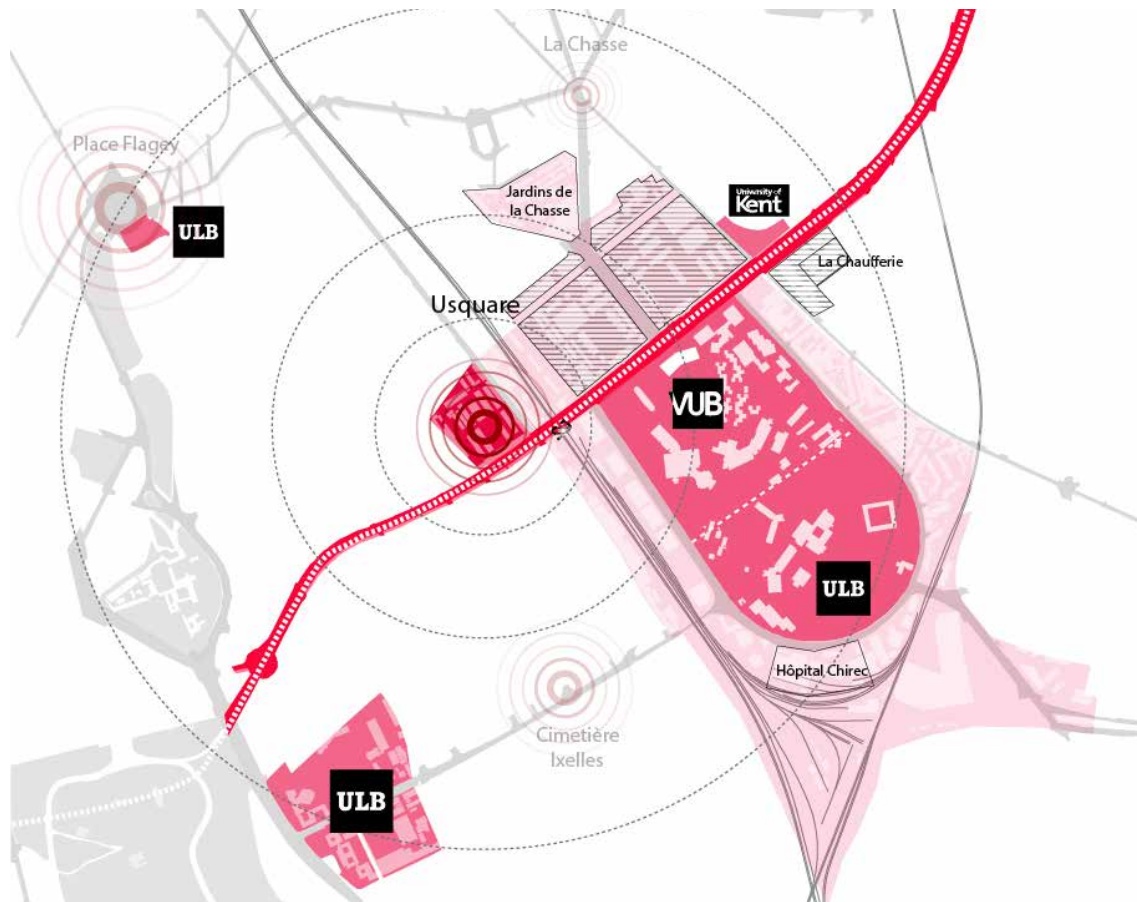 La Chasse
Place Flagey
ULB
Jardins de
la Chasse
University of
Kent
La Chaufferie
Usquare
VUB
ULB
Hôpital Chirec
Cimetière
Ixelles
ULB